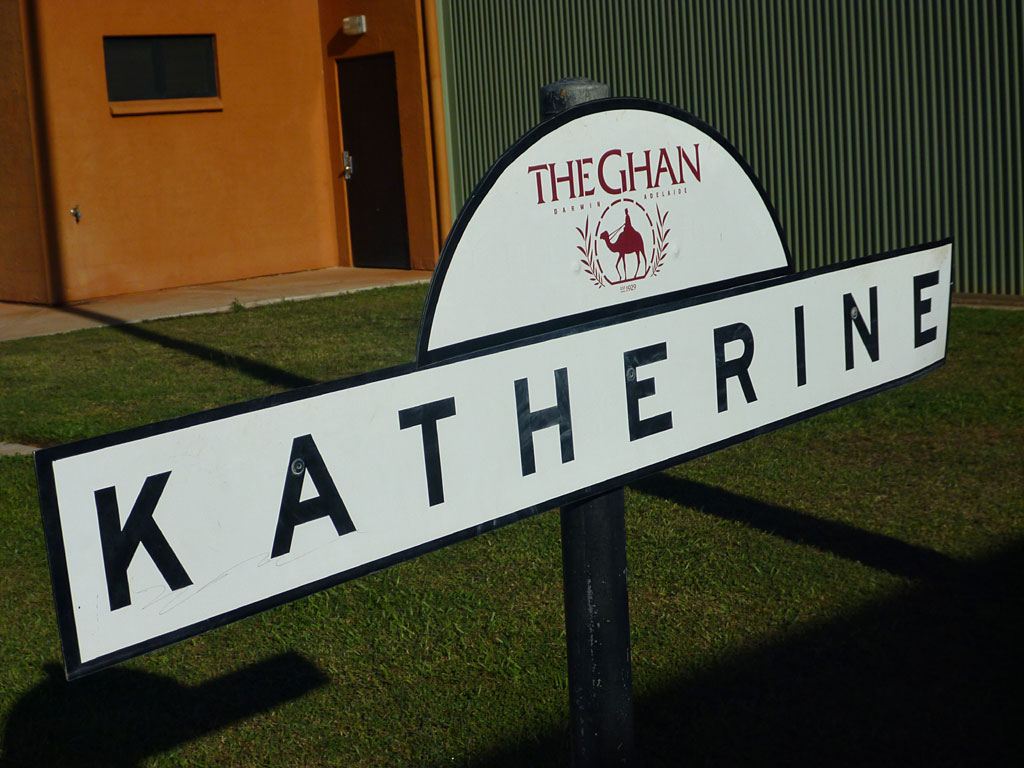 THE GHAN
DARWIN ADELAIDE
EST 1929
KATHERINE